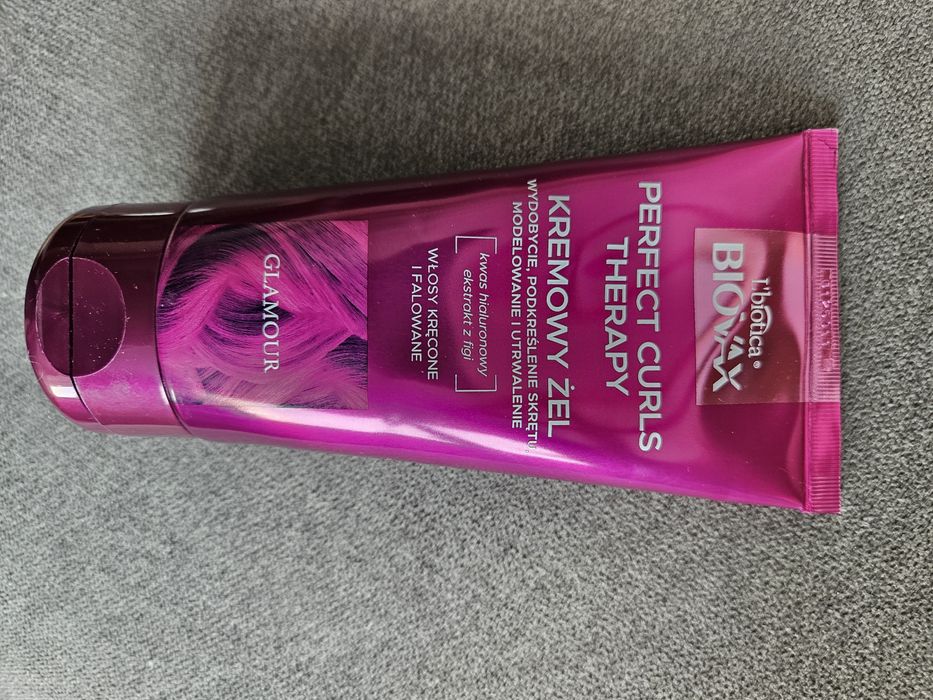 l'biotica®
BIOVAX
PERFECT CURLS
THERAPY
KREMOWY ŻEL
WYDOBYCIE, PODKREŚLENIE SKRĘTU,
MODELOWANIE I UTRWALENIE
kwas hialuronowy
ekstrakt z figi
WŁOSY KRĘCONE
I FALOWANE
GLAMOUR